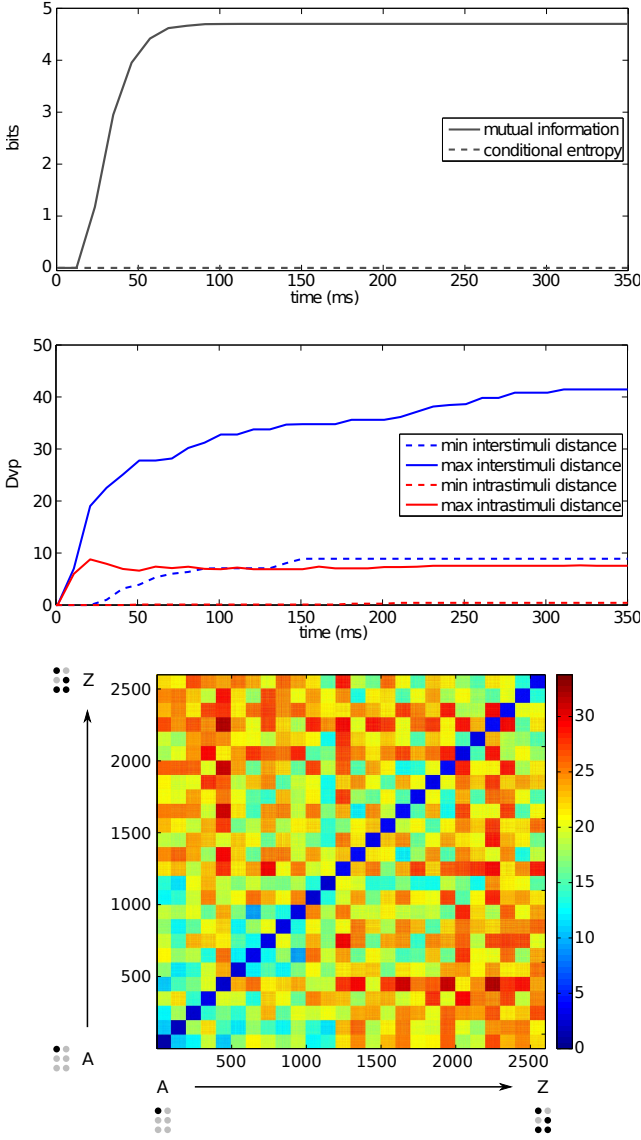 5
4
3
2
1
0
bits
mutual information
conditional entropy
0 50 100 150 200 250 300 350
time (ms)
50
40
30
20
10
0
Dvp
min interstimuli distance
max interstimuli distance
min intrastimuli distance
max intrastimuli distance
0 50 100 150 200 250 300 350
time (ms)
Z
2500
2000
1500
1000
500
A
30
25
20
15
10
5
0
500 1000 1500 2000 2500
A Z